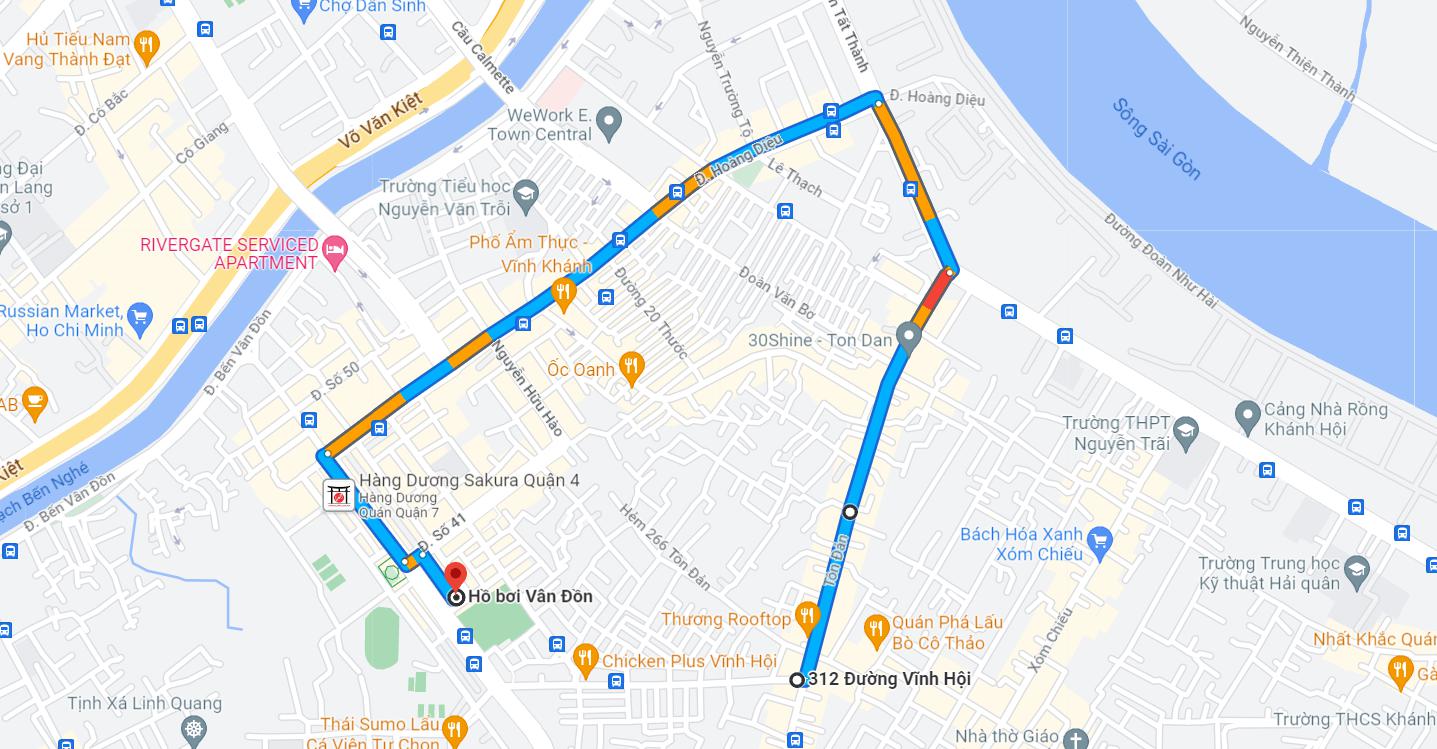 Chợ Dân Sinh
Hủ Tiếu Nam
Vang Thành Đạt
Cầu Calmette
Nguyễn Trường Tộ
n Tất Thành
Nguyễn Thiện Thành
Đ. Cô Bắc
Võ Văn Kiệt
Cô Giang
WeWork E.
Town Central
Đ. Hoàng Diệu
Đ. Hoàng Diệu
Sông Sài Gòn
Lê Thạch
ng Đại
n Lang
sở 1
Trường Tiểu học
Nguyễn Văn Trỗi
Đường Đoàn Như Hài
RIVERGATE SERVICED
APARTMENT
Phố Ẩm Thực -
Vĩnh Khánh
Đường 20 Thước
Đoàn Văn Bơ
Russian Market,
Ho Chi Minh
Đ. Bến Vân Đồn
30Shine - Ton Dan
Ốc Oanh
Nguyễn Hữu Hào
Đ. Số 50
AB
Cảng Nhà Rồng
Khánh Hội
Trường THPT
Nguyễn Trãi
Kiệt
ạch Bến Nghé
Đ. Bến Vân Đồn
Hàng Dương Sakura Quận 4
Hàng Dương
Quán Quận 7
Đ. Số 41
Hẻm 266 Tôn Đản
Tôn Đản
Bách Hóa Xanh
Xóm Chiếu
Trường Trung học
Kỹ thuật Hải quân
Hồ bơi Vân Đồn
Thương Rooftop
Quán Phá Lấu
Bò Cô Thảo
Xóm Chiếu
Nhất Khắc Quán
Gà
Chicken Plus Vĩnh Hội
312 Đường Vĩnh Hội
Tịnh Xá Linh Quang
Thái Sumo Lẩu
Cá Viên Tự Chọn
Nhà thờ Giáo
Trường THCS Khánh